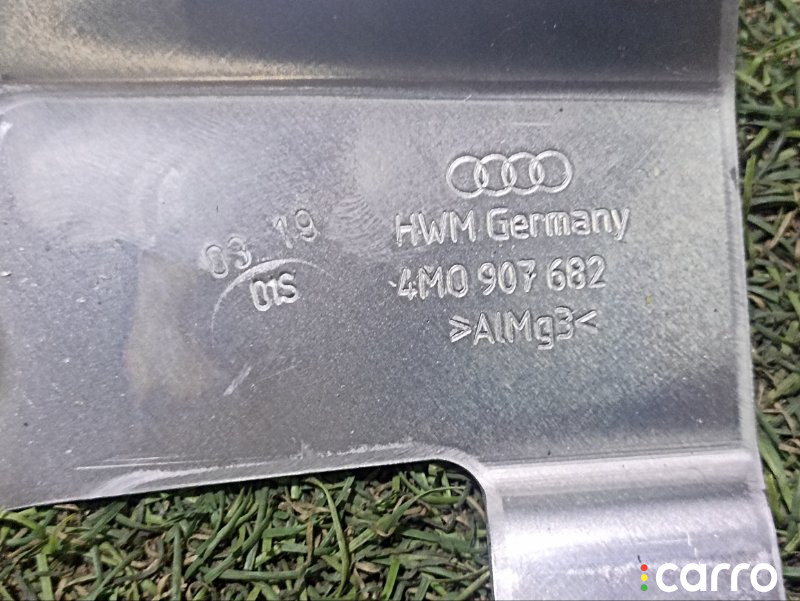 03 19
01S
HWM Germany
4M0 907 682
>AlMg3<
carro